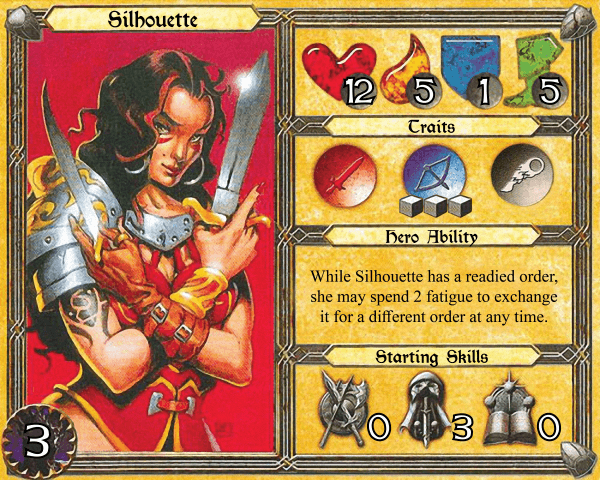 Silhouette
12 5 1 5
Traits
Hero Ability
While Silhouette has a readied order,
she may spend 2 fatigue to exchange
it for a different order at any time.
Starting Skills
0 3 0
3